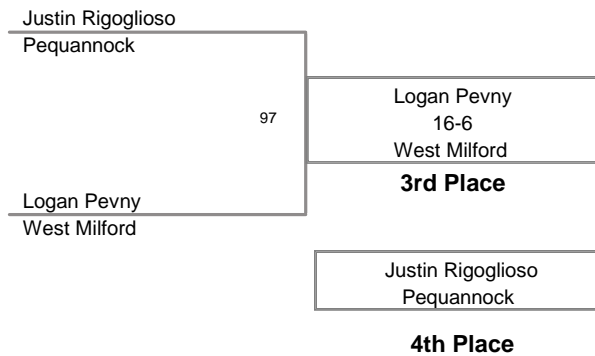 Justin Rigoglioso
Pequannock
97
Logan Pevny
16-6
West Milford
3rd Place
Logan Pevny
West Milford
Justin Rigoglioso
Pequannock
4th Place